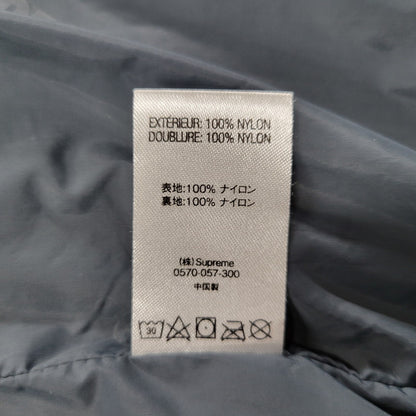 EXTERIEUR: 100% NYLON
DOUBLURE: 100% NYLON
表地:100% ナイロン
裏地:100% ナイロン
(株) Supreme
0570-057-300
中国製
30